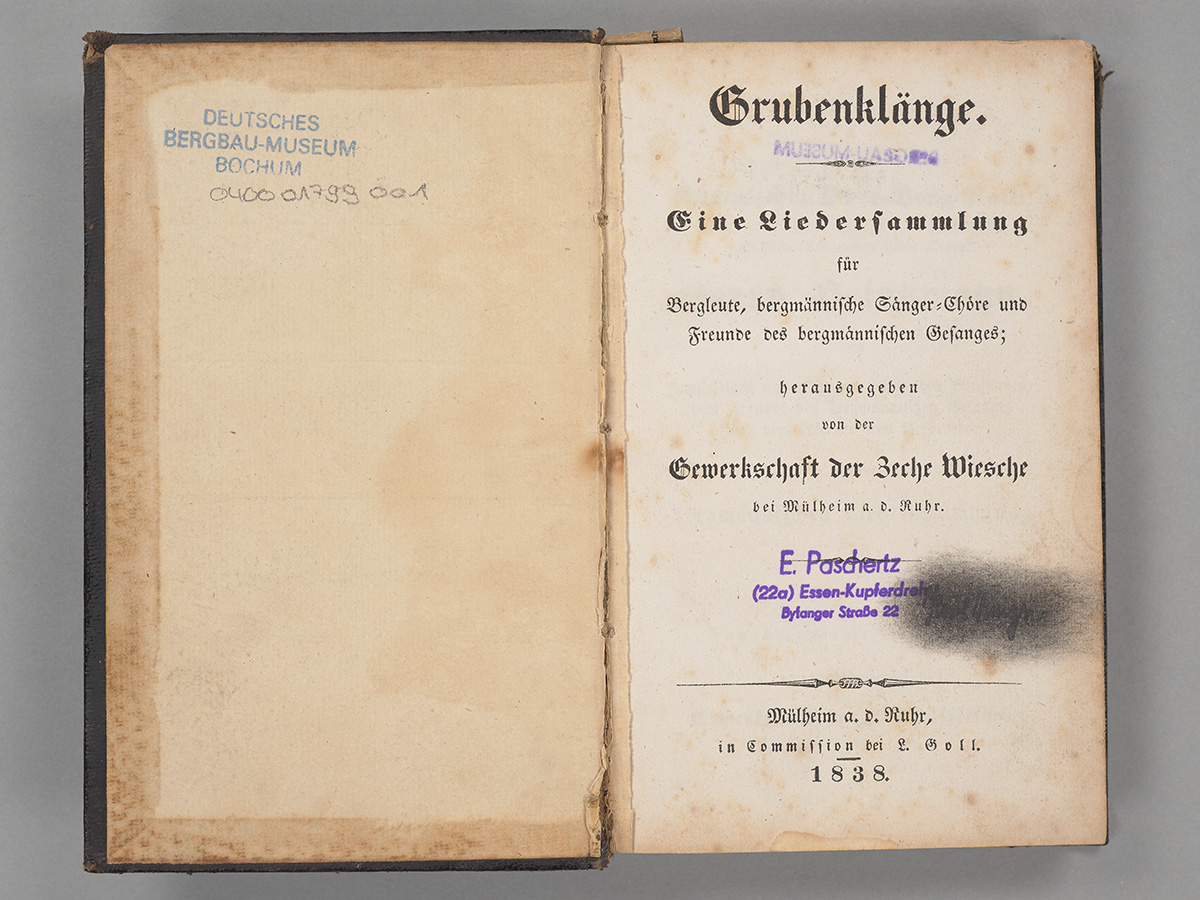 DEUTSCHES
BERGBAU-MUSEUM
BOCHUM
0400 01799 001
Grubenklänge.
BERGBAU-MUSEUM
Eine Liedersammlung
für
Bergleute, bergmännische Sänger-Chöre und
Freunde des bergmännischen Gesanges;
herausgegeben
von der
Gewerkschaft der Zeche Wiesche
bei Mülheim a. d. Ruhr.
E. Paschertz
(22a) Essen-Kupferdreh
Byfanger Straße 22
Mülheim a. d. Ruhr,
in Commission bei L. Goll.
1838.